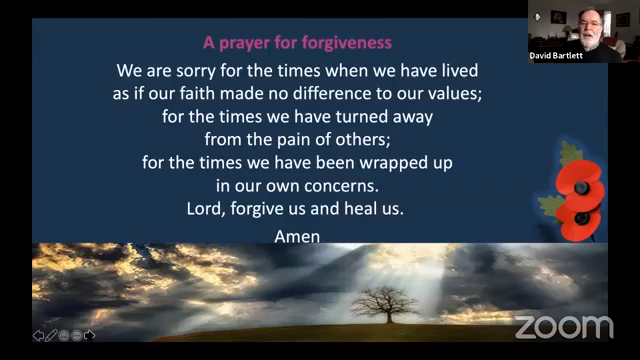 A prayer for forgiveness
We are sorry for the times when we have lived
as if our faith made no difference to our values;
for the times we have turned away
from the pain of others;
for the times we have been wrapped up
in our own concerns.
Lord, forgive us and heal us.
Amen
David Bartlett
zoom